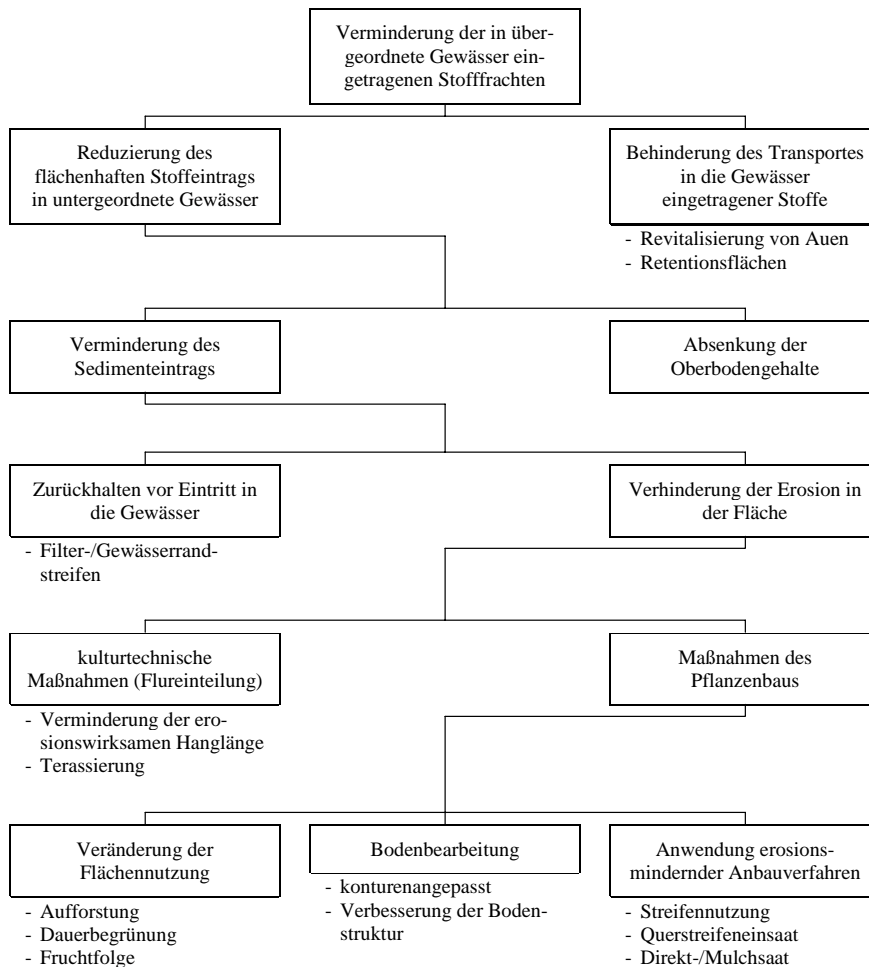 Verminderung der in über-
geordnete Gewässer ein-
getragenen Stofffrachten
Reduzierung des
flächenhaften Stoffeintrags
in untergeordnete Gewässer
Behinderung des Transportes
in die Gewässer
eingetragener Stoffe
- Revitalisierung von Auen
- Retentionsflächen
Verminderung des
Sedimenteintrags
Absenkung der
Oberbodengehalte
Zurückhalten vor Eintritt in
die Gewässer
- Filter-/Gewässerrand-
streifen
Verhinderung der Erosion in
der Fläche
kulturtechnische
Maßnahmen (Flureinteilung)
- Verminderung der ero-
sionswirksamen Hanglänge
- Terassierung
Maßnahmen des
Pflanzenbaus
Veränderung der
Flächennutzung
- Aufforstung
- Dauerbegrünung
- Fruchtfolge
Bodenbearbeitung
- konturenangepasst
- Verbesserung der Boden-
struktur
Anwendung erosions-
mindernder Anbauverfahren
- Streifennutzung
- Querstreifeneinsaat
- Direkt-/Mulchsaat